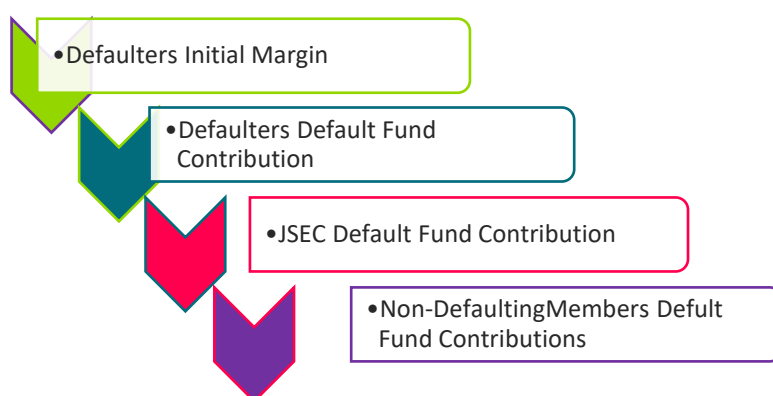 •Defaulters Initial Margin
•Defaulters Default Fund
Contribution
•JSEC Default Fund Contribution
•Non-DefaultingMembers Defult
Fund Contributions